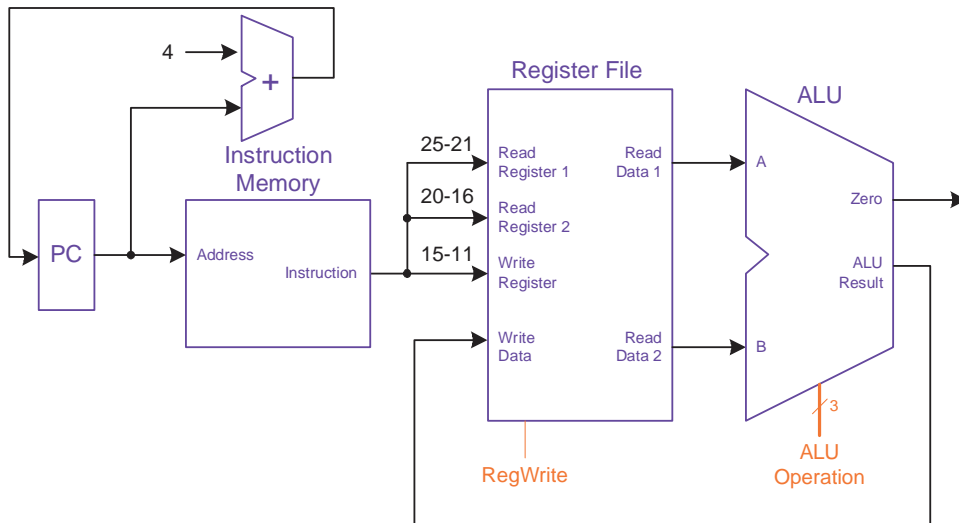 4
+
Instruction
Memory
PC
Address
Instruction
25-21
20-16
15-11
Register File
Read
Register 1
Read
Register 2
Write
Register
Write
Data
Read
Data 1
Read
Data 2
RegWrite
ALU
A
B
Zero
ALU
Result
3
ALU
Operation